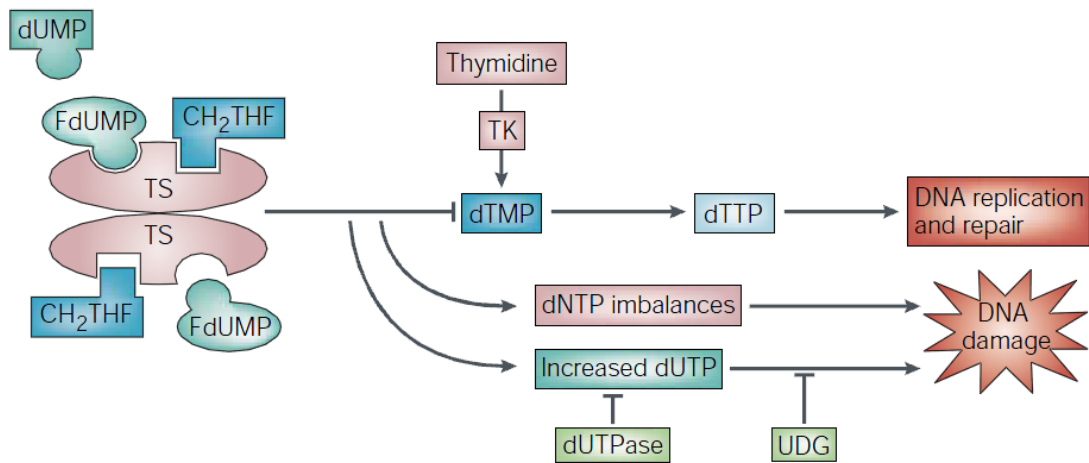 dUMP
Thymidine
FdUMP
CH₂THF
TK
TS
dTMP
dTTP
DNA replication
and repair
TS
CH₂THF
FdUMP
dNTP imbalances
DNA
damage
Increased dUTP
dUTPase
UDG